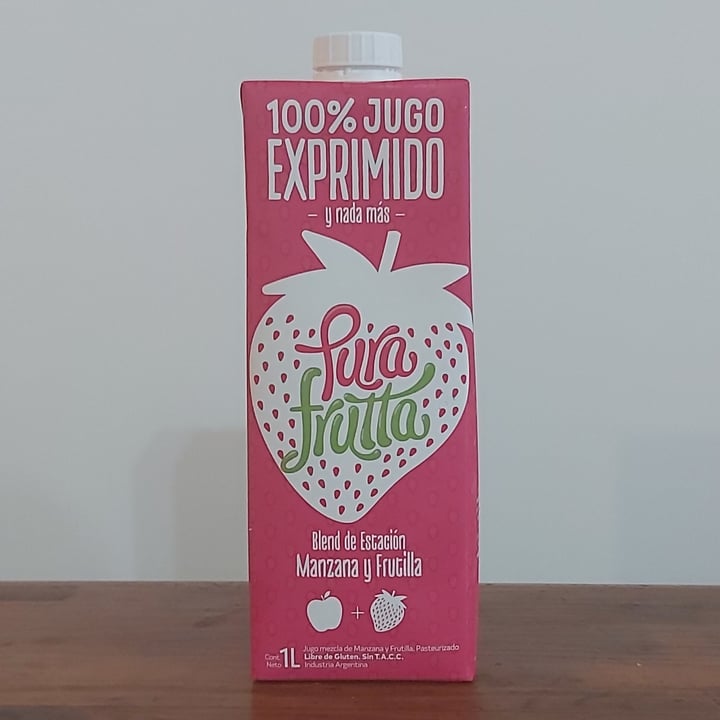 100% JUGO
EXPRIMIDO
– y nada más –
Pura
frutta
Blend de Estación
Manzana y Frutilla
+
Cont. Neto 1L
Jugo mezcla de Manzana y Frutilla. Pasteurizado
Libre de Gluten. Sin T.A.C.C.
Industria Argentina